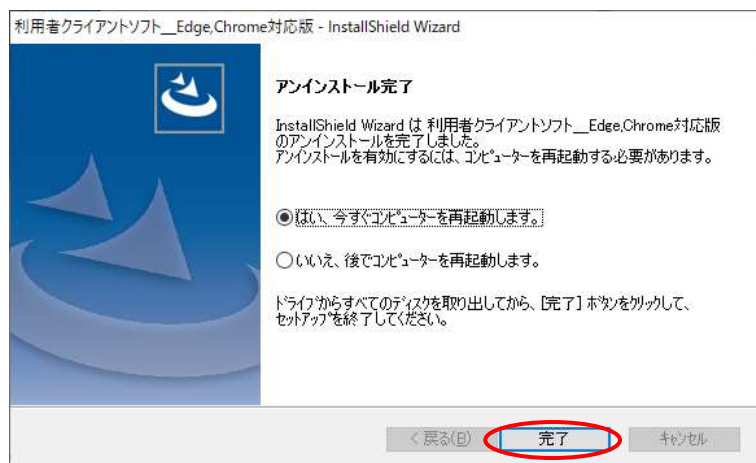 利用者クライアントソフト__Edge,Chrome対応版 - InstallShield Wizard
アンインストール完了
InstallShield Wizard は 利用者クライアントソフト__Edge,Chrome対応版
のアンインストールを完了しました。
アンインストールを有効にするには、コンピューターを再起動する必要があります。
はい、今すぐコンピューターを再起動します。
いいえ、後でコンピューターを再起動します。
ドライブからすべてのディスクを取り出してから、[完了] ボタンをクリックして、
セットアップを終了してください。
< 戻る(B)
完了
キャンセル